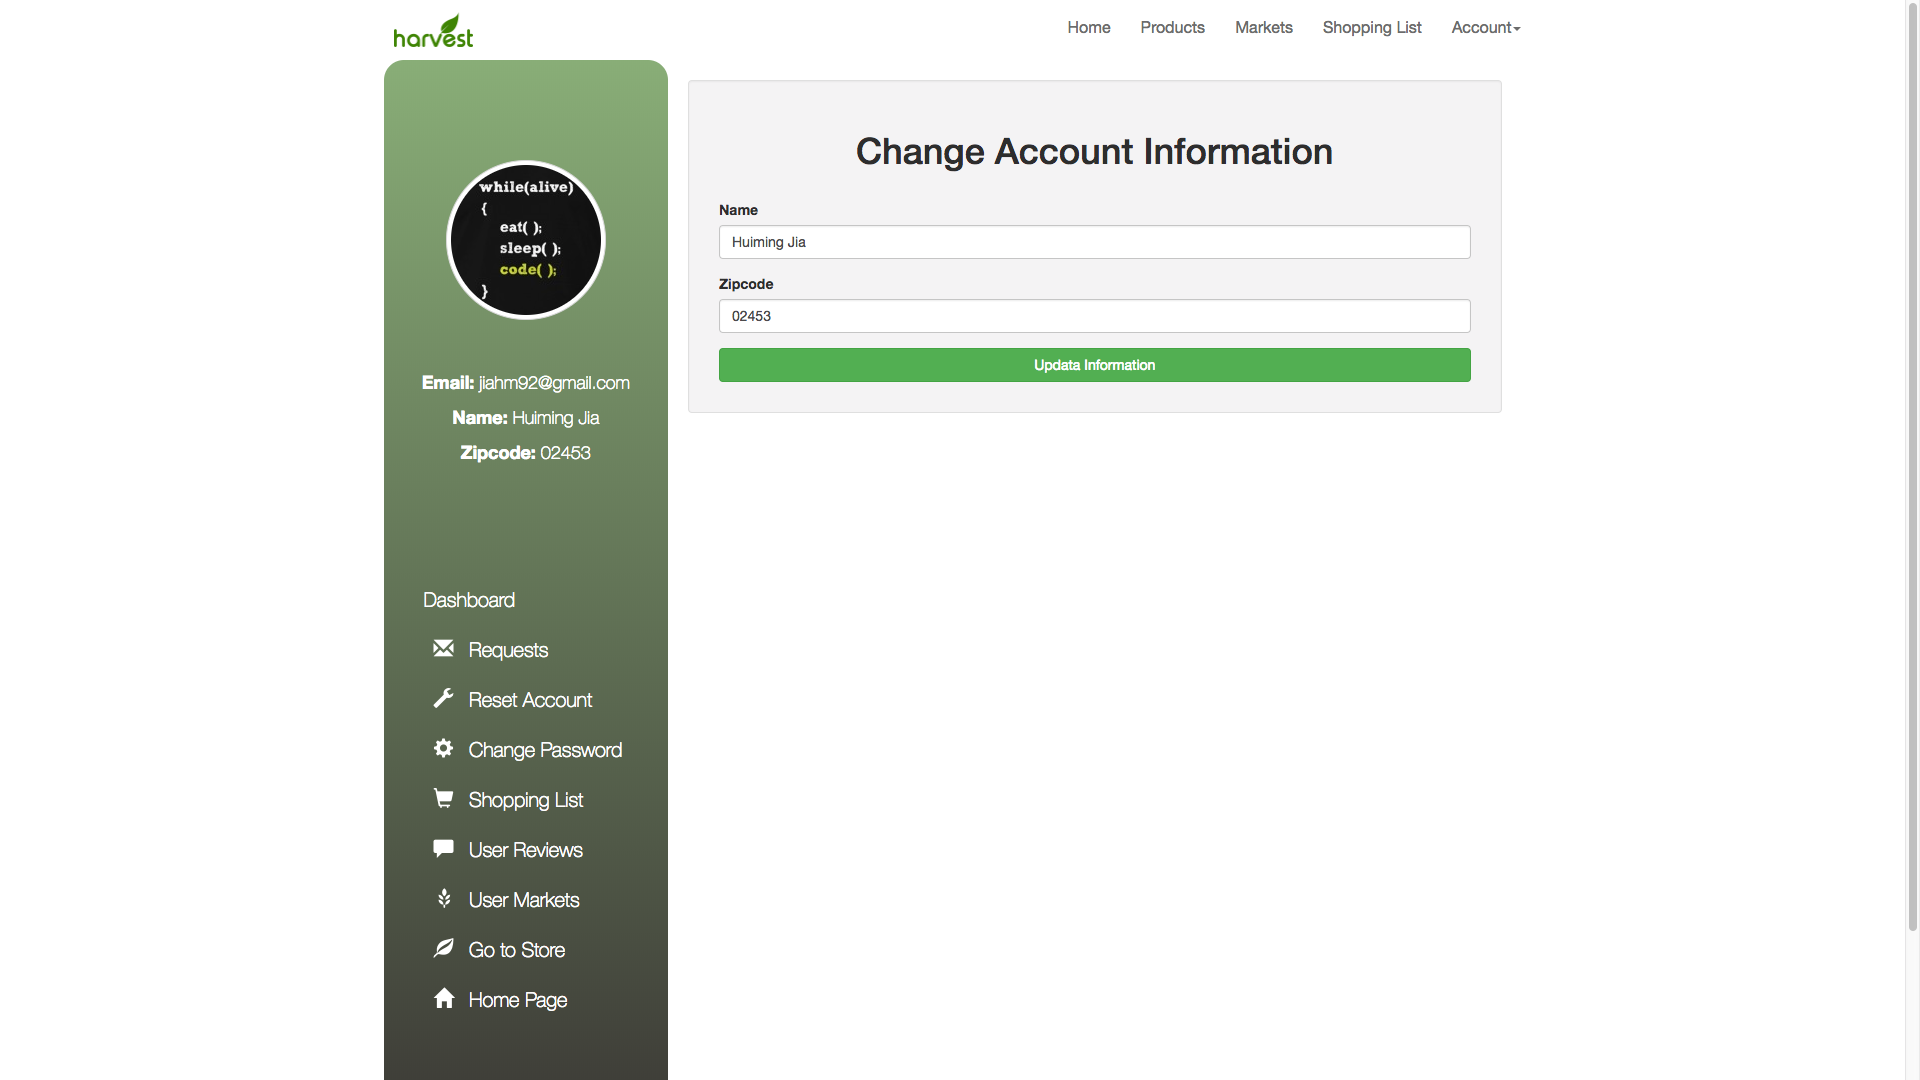 harvest
Home Products Markets Shopping List Account
while(alive)
{
eat( );
sleep( );
code( );
}
Email: jiahm92@gmail.com
Name: Huiming Jia
Zipcode: 02453
Dashboard
Requests
Reset Account
Change Password
Shopping List
User Reviews
User Markets
Go to Store
Home Page
Change Account Information
Name
Huiming Jia
Zipcode
02453
Updata Information